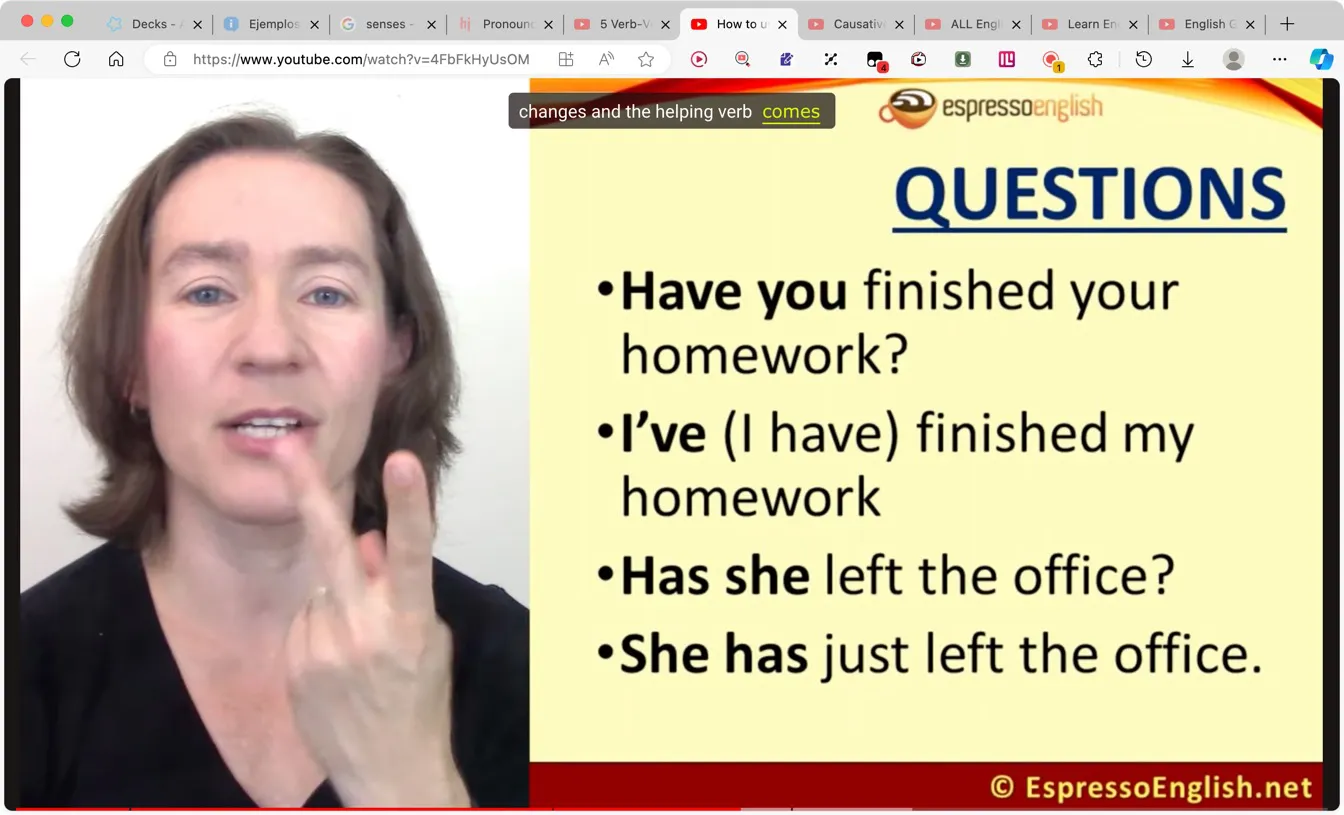 Decks -
Ejemplos
senses -
Pronoun
5 Verb-V
How to u
Causativ
ALL Engl
Learn En
English G
https://www.youtube.com/watch?v=4FbFkHyUsOM
4
1
changes and the helping verb comes
espressoenglish
QUESTIONS
•Have you finished your
homework?
•I've (I have) finished my
homework
•Has she left the office?
•She has just left the office.
© EspressoEnglish.net